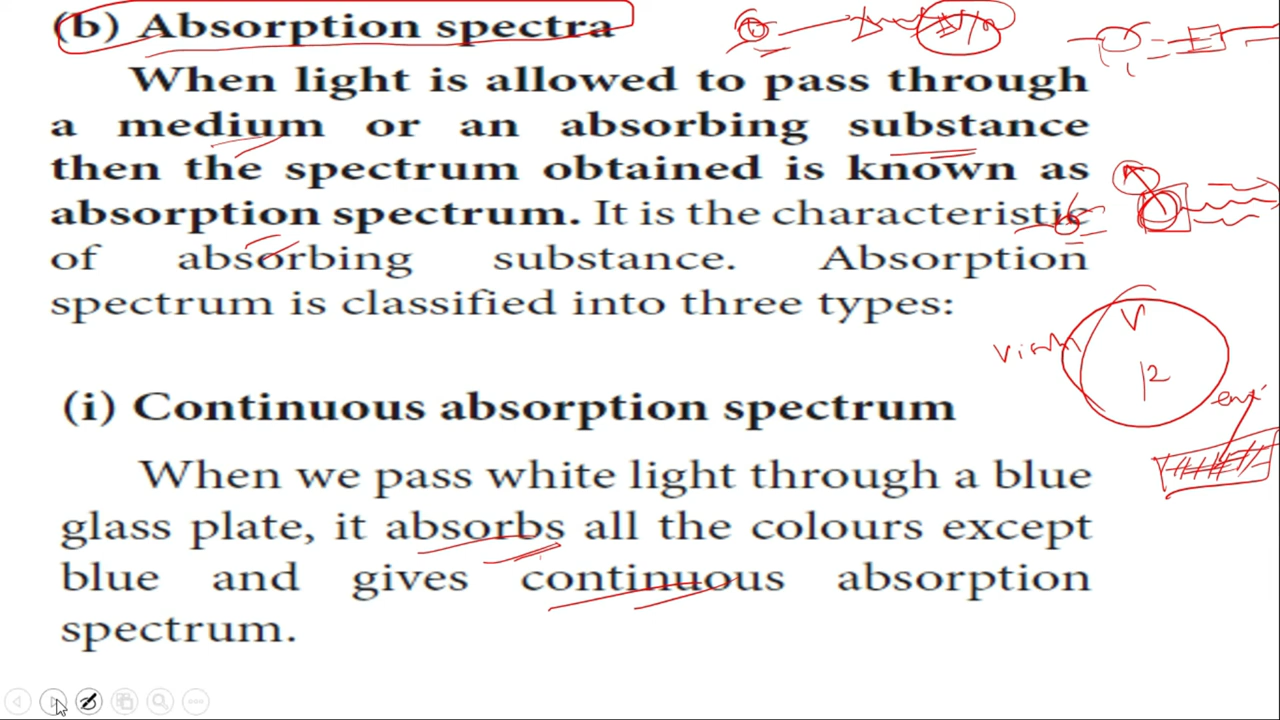 (b) Absorption spectra
When light is allowed to pass through
a medium or an absorbing substance
then the spectrum obtained is known as
absorption spectrum. It is the characteristic
of absorbing substance. Absorption
spectrum is classified into three types:
V
(i) Continuous absorption spectrum
When we pass white light through a blue
glass plate, it absorbs all the colours except
blue and gives continuous absorption
spectrum.